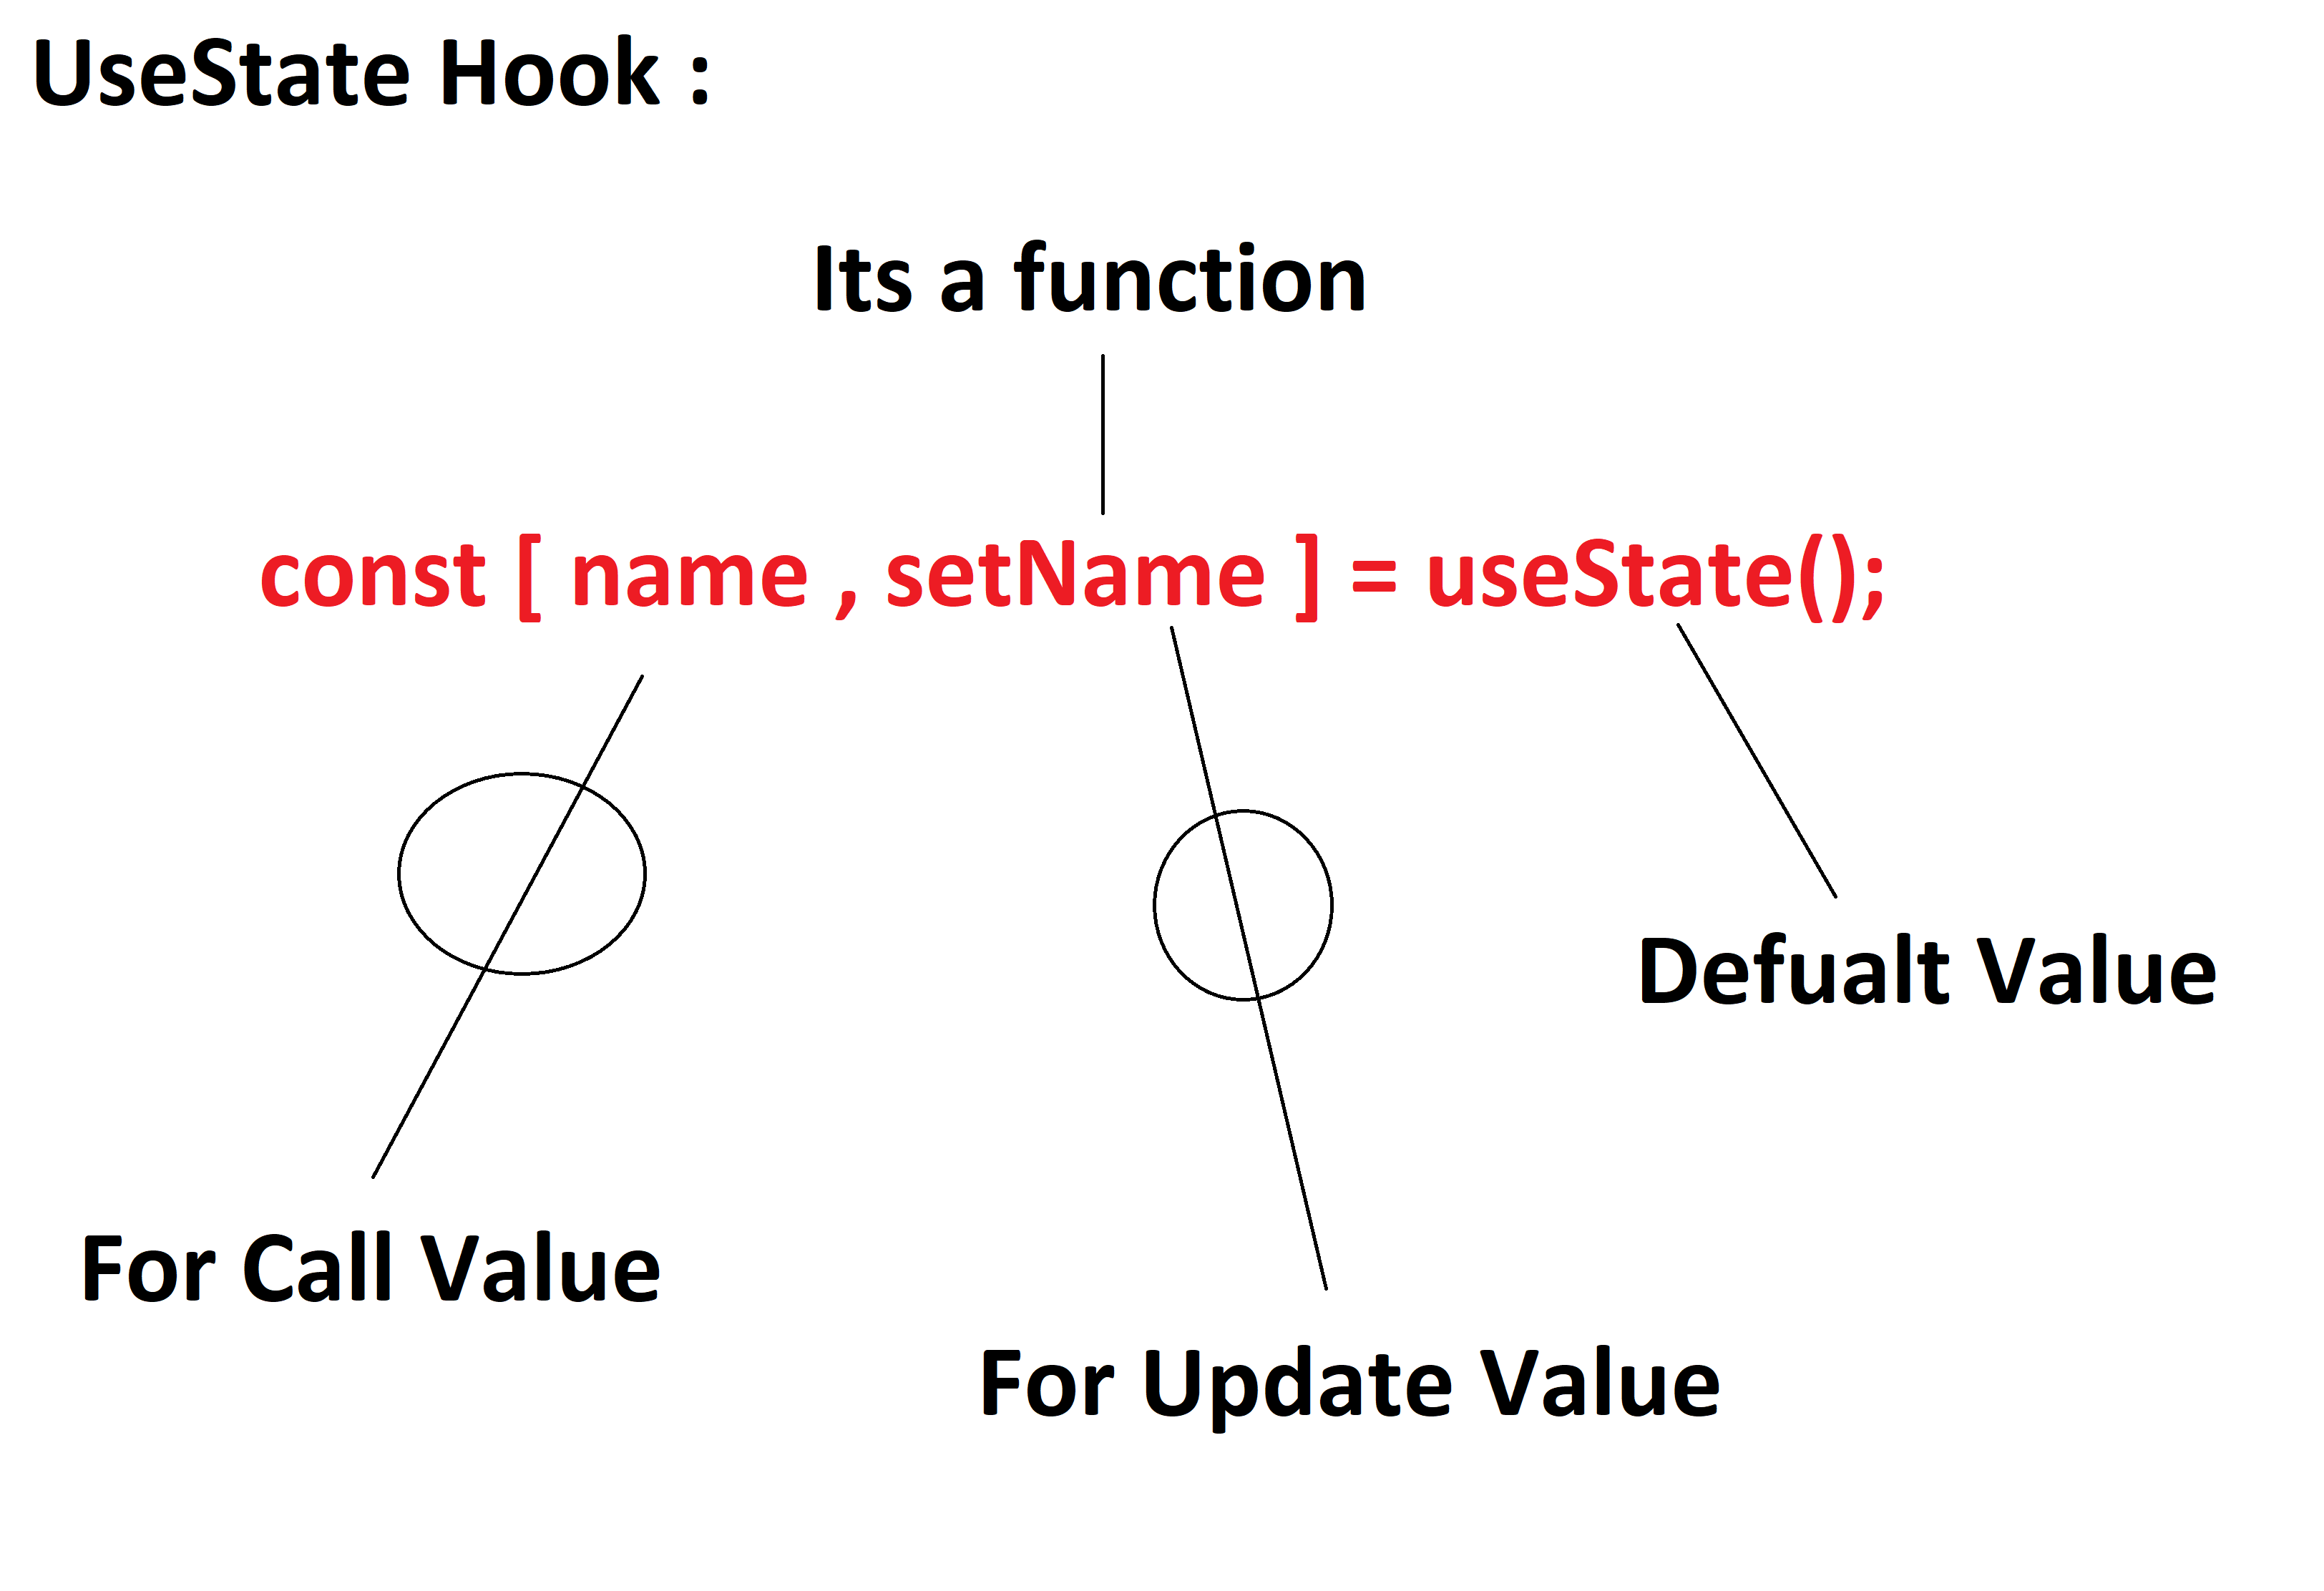 UseState Hook :
Its a function
const [ name , setName ] = useState();
Defualt Value
For Call Value
For Update Value